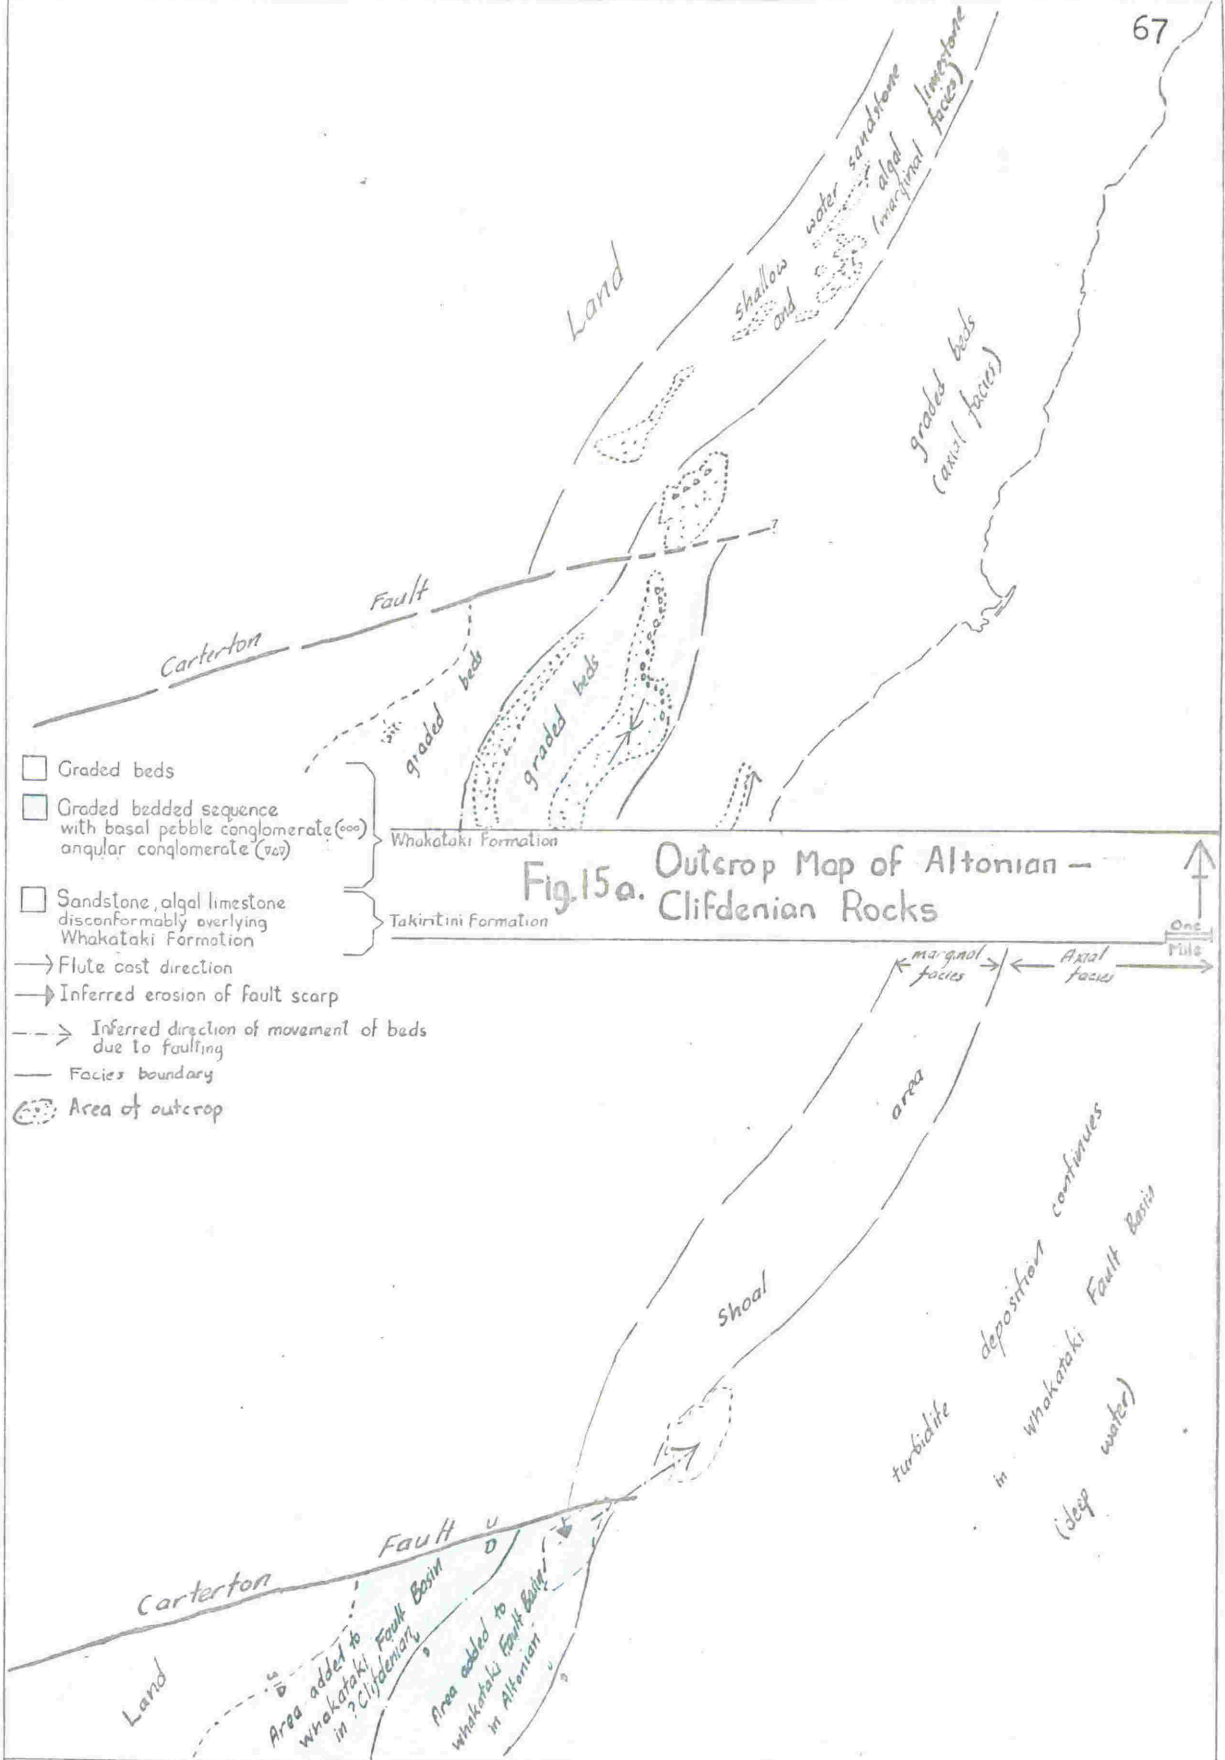 67
Land
shallow water sandstone
and algal limestone
(marginal facies)
graded beds
(axial facies)
?
Carterton Fault
graded beds
graded beds
Graded beds
Graded bedded sequence
with basal pebble conglomerate (ooo)
angular conglomerate (∇△∇)
Whakataki Formation
Sandstone, algal limestone
disconformably overlying
Whakataki Formation
Takiritini Formation
Flute cast direction
Inferred erosion of fault scarp
Inferred direction of movement of beds
due to faulting
Facies boundary
Area of outcrop
Fig.15a. Outcrop Map of Altonian –
Clifdenian Rocks
One
Mile
marginal
facies
Axial
facies
Shoal area
turbidite deposition continues
in Whakataki Fault Basin
(deep water)
Carterton Fault
U
D
Land
U
D
Area added to
Whakataki Fault Basin
in ?Clifdenian
U
D
Area added to
Whakataki Fault Basin
in Altonian
U
D